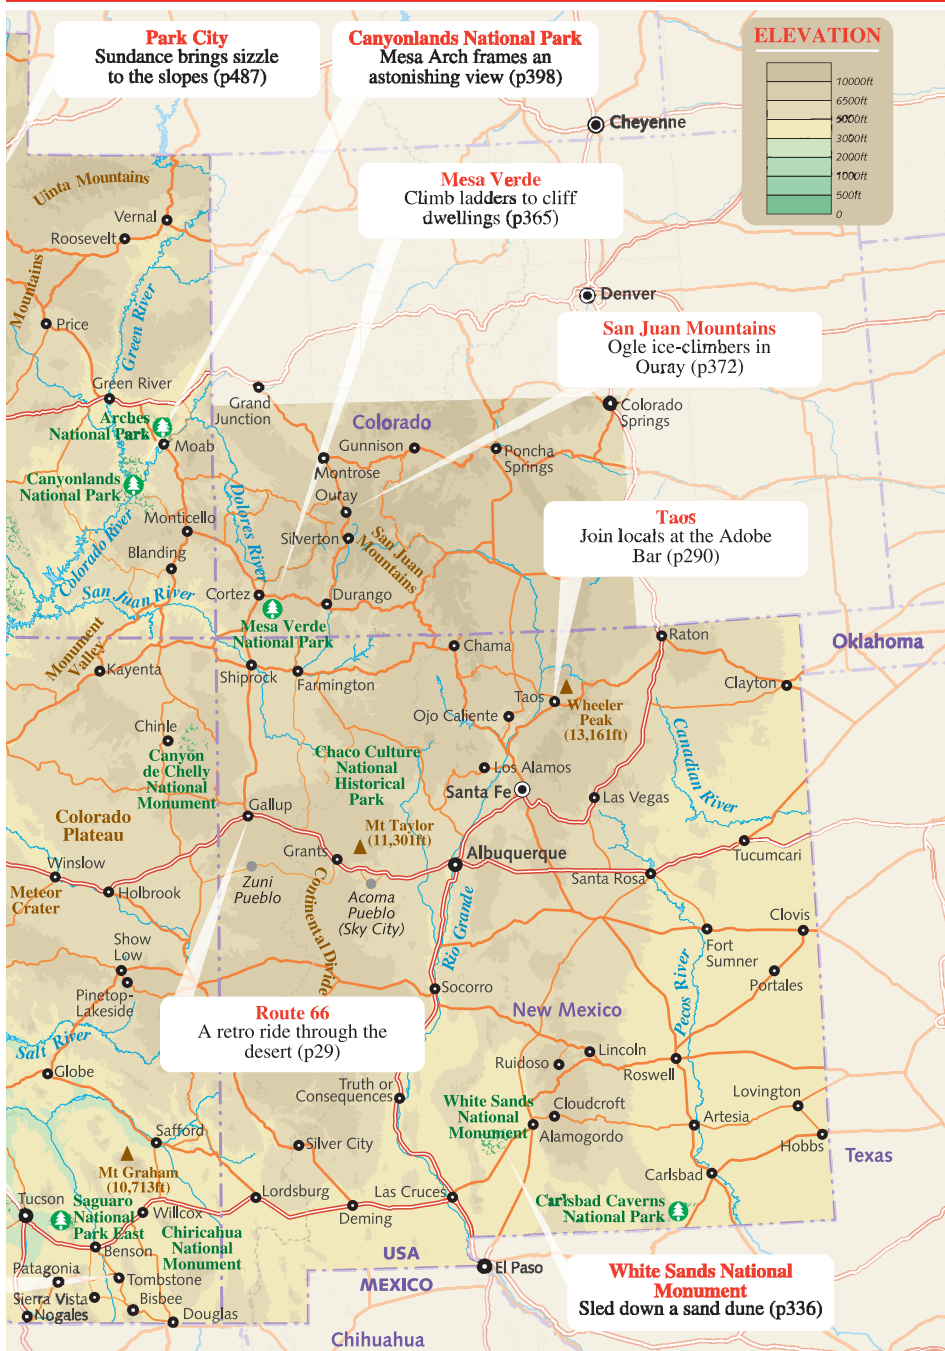 Park City
Sundance brings sizzle
to the slopes (p487)
Canyonlands National Park
Mesa Arch frames an
astonishing view (p398)
ELEVATION
10000ft
6500ft
3000ft
2000ft
1000ft
500ft
0
Cheyenne
Mesa Verde
Climb ladders to cliff
dwellings (p365)
Uinta Mountains
Vernal
Roosevelt
Mountains
Green River
Price
Denver
San Juan Mountains
Ogle ice-climbers in
Ouray (p372)
Green River
Grand
Junction
Arches
National Park
Moab
Colorado
Colorado
Springs
Gunnison
Poncha
Springs
Montrose
Canyonlands
National Park
Ouray
Dolores River
Monticello
Silverton
San Juan
Mountains
Taos
Join locals at the Adobe
Bar (p290)
Colorado River
Blanding
San Juan River
Cortez
Durango
Mesa Verde
National Park
Monument
Valley
Raton
Oklahoma
Chama
Kayenta
Shiprock
Farmington
Clayton
Taos
Wheeler
Peak
(13,161ft)
Ojo Caliente
Chinle
Canyon
de Chelly
National
Monument
Chaco Culture
National
Historical
Park
Canadian River
Los Alamos
Santa Fe
Las Vegas
Gallup
Colorado
Plateau
Mt Taylor
(11,301ft)
Grants
Albuquerque
Tucumcari
Winslow
Santa Rosa
Meteor
Crater
Holbrook
Zuni
Pueblo
Acoma
Pueblo
(Sky City)
Continental Divide
Rio Grande
Clovis
Show
Low
Fort
Sumner
Portales
Pinetop-
Lakeside
Socorro
Pecos River
Route 66
A retro ride through the
desert (p29)
New Mexico
Salt River
Lincoln
Ruidoso
Roswell
Globe
Truth or
Consequences
White Sands
National
Monument
Cloudcroft
Alamogordo
Lovington
Artesia
Safford
Silver City
Hobbs
Texas
Mt Graham
(10,713ft)
Carlsbad
Tucson
Saguaro
National
Park East
Willcox
Lordsburg
Deming
Las Cruces
Carlsbad Caverns
National Park
Chiricahua
National
Monument
Benson
USA
MEXICO
El Paso
Patagonia
Tombstone
Sierra Vista
Bisbee
Nogales
Douglas
White Sands National
Monument
Sled down a sand dune (p336)
Chihuahua